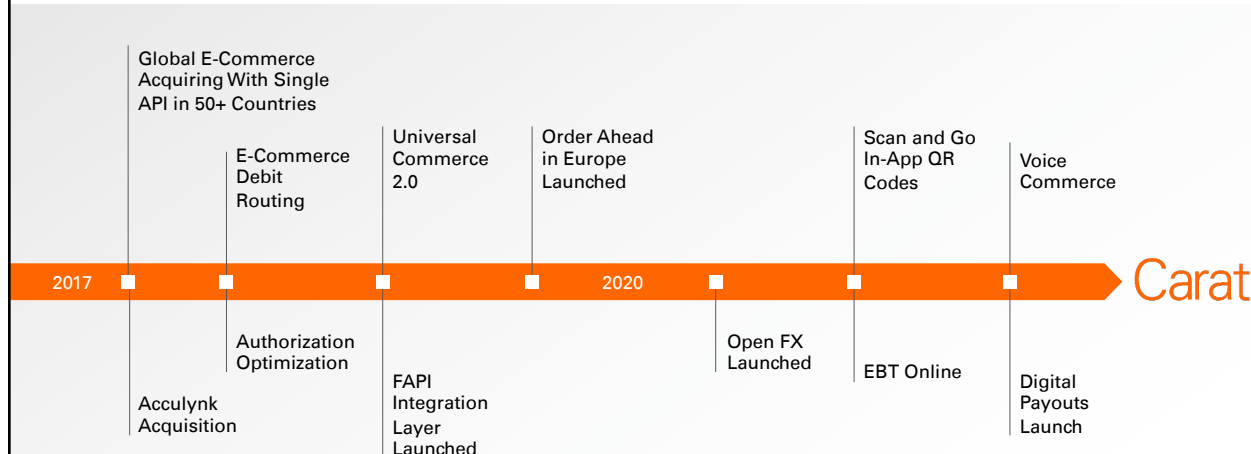 Global E-Commerce
Acquiring With Single
API in 50+ Countries
E-Commerce
Debit
Routing
Universal
Commerce
2.0
Order Ahead
in Europe
Launched
Scan and Go
In-App QR
Codes
Voice
Commerce
2017
2020
Carat
Acculynk
Acquisition
Authorization
Optimization
FAPI
Integration
Layer
Launched
Open FX
Launched
EBT Online
Digital
Payouts
Launch